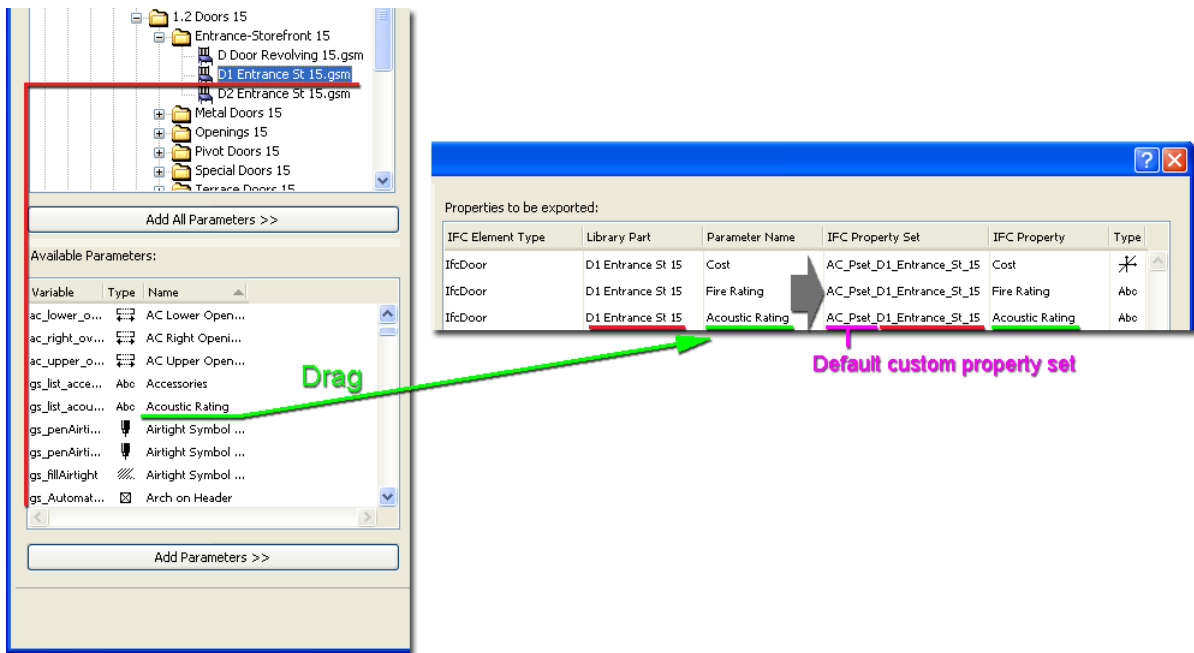 1.2 Doors 15
Entrance-Storefront 15
D Door Revolving 15.gsm
D1 Entrance St 15.gsm
D2 Entrance St 15.gsm
Metal Doors 15
Openings 15
Pivot Doors 15
Special Doors 15
Terrace Doors 15
Add All Parameters >>
Available Parameters:
Variable Type Name
ac_lower_o... AC Lower Open...
ac_right_ov... AC Right Openi...
ac_upper_o... AC Upper Open...
gs_list_acce... Abc Accessories
gs_list_acou... Abc Acoustic Rating
gs_penAirti... Airtight Symbol ...
gs_penAirti... Airtight Symbol ...
gs_fillAirtight Airtight Symbol ...
gs_Automat... Arch on Header
Add Parameters >>
Drag
Properties to be exported:
IFC Element Type Library Part Parameter Name IFC Property Set IFC Property Type
IfcDoor D1 Entrance St 15 Cost AC_Pset_D1_Entrance_St_15 Cost
IfcDoor D1 Entrance St 15 Fire Rating AC_Pset_D1_Entrance_St_15 Fire Rating Abc
IfcDoor D1 Entrance St 15 Acoustic Rating AC_Pset_D1_Entrance_St_15 Acoustic Rating Abc
Default custom property set